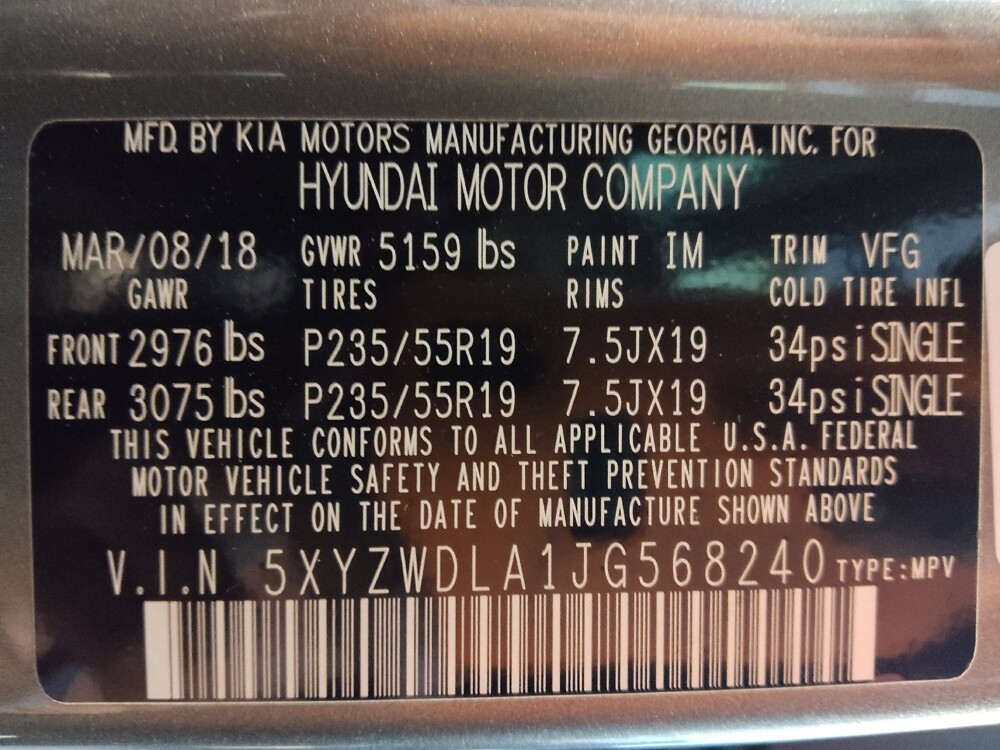 MFD. BY KIA MOTORS MANUFACTURING GEORGIA, INC. FOR
HYUNDAI MOTOR COMPANY
MAR/08/18 GVWR 5159 lbs PAINT IM TRIM VFG
GAWR TIRES RIMS COLD TIRE INFL
FRONT 2976 lbs P235/55R19 7.5JX19 34psi SINGLE
REAR 3075 lbs P235/55R19 7.5JX19 34psi SINGLE
THIS VEHICLE CONFORMS TO ALL APPLICABLE U.S.A. FEDERAL
MOTOR VEHICLE SAFETY AND THEFT PREVENTION STANDARDS
IN EFFECT ON THE DATE OF MANUFACTURE SHOWN ABOVE
V.I.N 5XYZWDLA1JG568240 TYPE:MPV